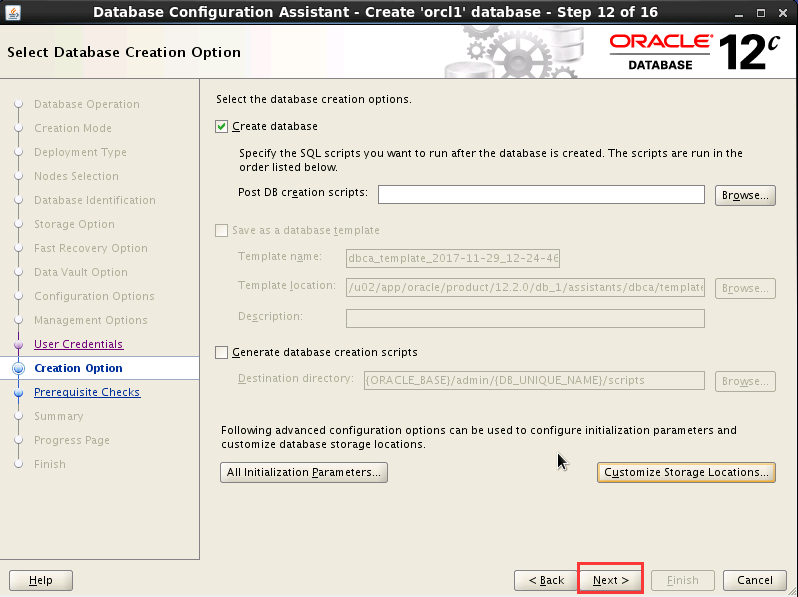 Database Configuration Assistant - Create 'orcl1' database - Step 12 of 16
Select Database Creation Option
ORACLE
DATABASE
12c
Database Operation
Creation Mode
Deployment Type
Nodes Selection
Database Identification
Storage Option
Fast Recovery Option
Data Vault Option
Configuration Options
Management Options
User Credentials
Creation Option
Prerequisite Checks
Summary
Progress Page
Finish
Select the database creation options.
Create database
Specify the SQL scripts you want to run after the database is created. The scripts are run in the
order listed below.
Post DB creation scripts:
Browse...
Save as a database template
Template name: dbca_template_2017-11-29_12-24-46
Template location: /u02/app/oracle/product/12.2.0/db_1/assistants/dbca/template
Browse...
Description:
Generate database creation scripts
Destination directory: {ORACLE_BASE}/admin/{DB_UNIQUE_NAME}/scripts
Browse...
Following advanced configuration options can be used to configure initialization parameters and
customize database storage locations.
All Initialization Parameters...
Customize Storage Locations...
Help
< Back
Next >
Finish
Cancel